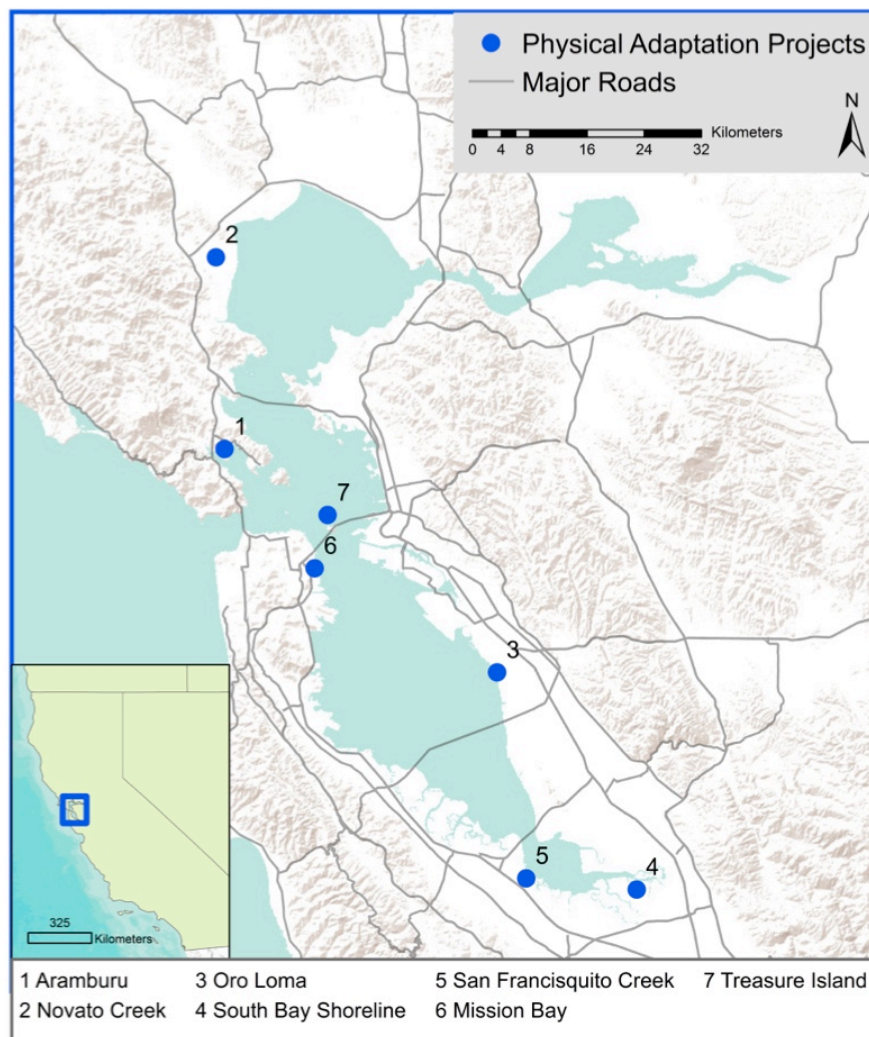 Physical Adaptation Projects
Major Roads
N
Kilometers
0 4 8 16 24 32
2
1
7
6
3
5
4
325
Kilometers
1 Aramburu 3 Oro Loma 5 San Francisquito Creek 7 Treasure Island
2 Novato Creek 4 South Bay Shoreline 6 Mission Bay